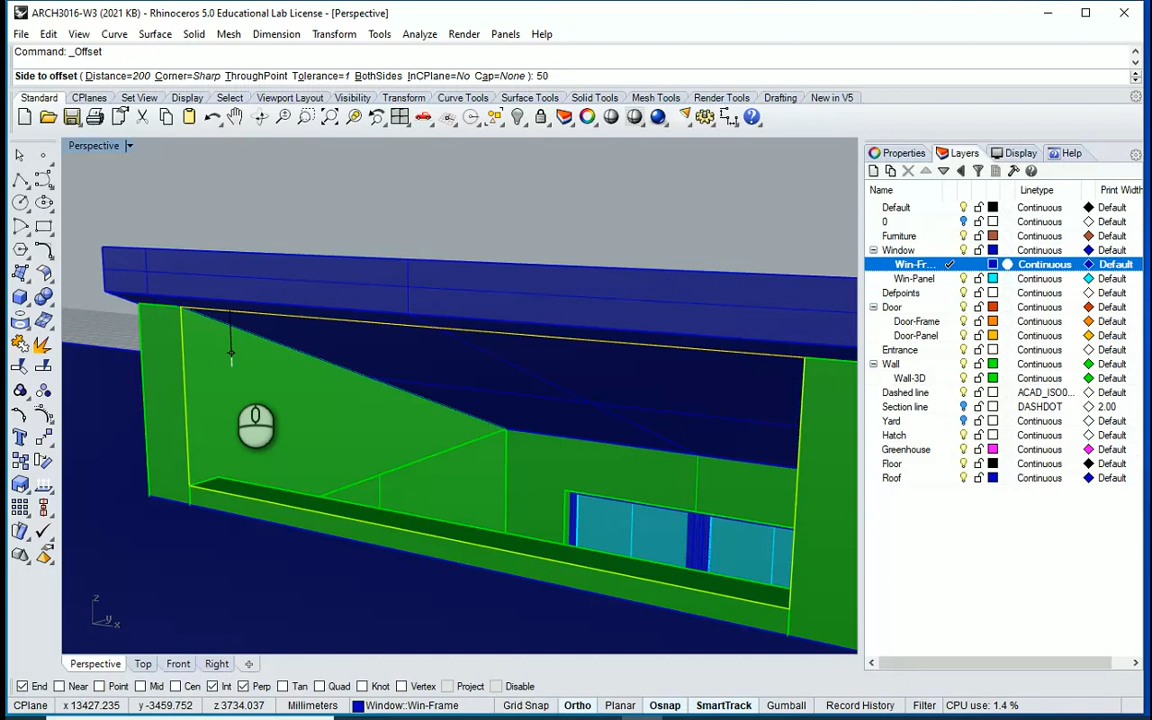 ARCH3016-W3 (2021 KB) - Rhinoceros 5.0 Educational Lab License - [Perspective]
File Edit View Curve Surface Solid Mesh Dimension Transform Tools Analyze Render Panels Help
Command: _Offset
Side to offset ( Distance=200 Corner=Sharp ThroughPoint Tolerance=1 BothSides InCPlane=No Cap=None ): 50
Standard CPlanes Set View Display Select Viewport Layout Visibility Transform Curve Tools Surface Tools Solid Tools Mesh Tools Render Tools Drafting New in V5
Perspective
Properties Layers Display Help
Name Linetype Print Width
Default Continuous Default
0 Continuous Default
Furniture Continuous Default
Window Continuous Default
Win-Fr... Continuous Default
Win-Panel Continuous Default
Defpoints Continuous Default
Door Continuous Default
Door-Frame Continuous Default
Door-Panel Continuous Default
Entrance Continuous Default
Wall Continuous Default
Wall-3D Continuous Default
Dashed line ACAD_ISO0... Default
Section line DASHDOT 2.00
Yard Continuous Default
Hatch Continuous Default
Greenhouse Continuous Default
Floor Continuous Default
Roof Continuous Default
z
y
x
Perspective Top Front Right
End Near Point Mid Cen Int Perp Tan Quad Knot Vertex Project Disable
CPlane x 13427.235 y -3459.752 z 3734.037 Millimeters Window::Win-Frame Grid Snap Ortho Planar Osnap SmartTrack Gumball Record History Filter CPU use: 1.4 %